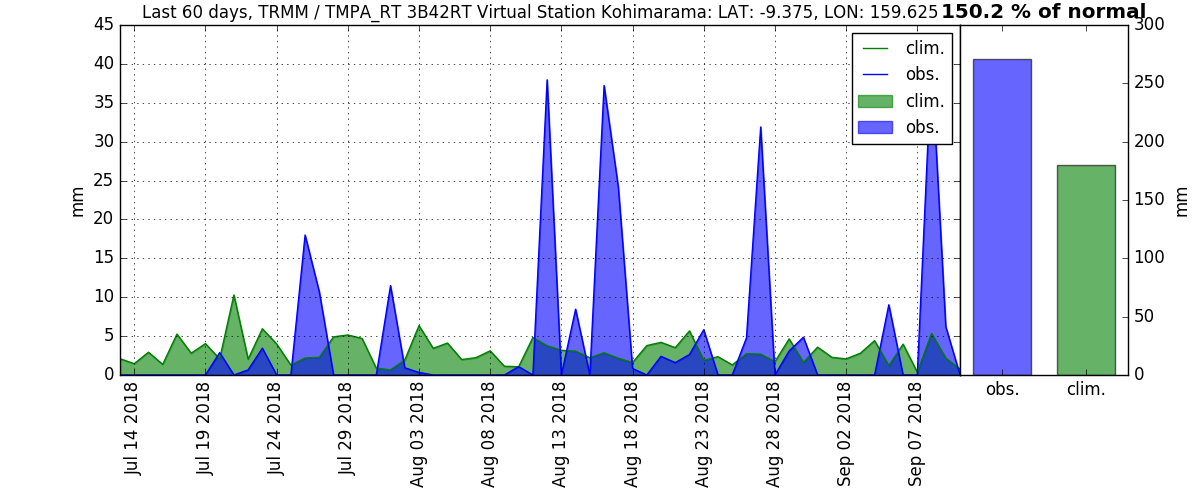 Last 60 days, TRMM / TMPA_RT 3B42RT Virtual Station Kohimarama: LAT: -9.375, LON: 159.625
150.2 % of normal
45
40
35
30
25
20
15
10
5
0
mm
clim.
obs.
clim.
obs.
Jul 14 2018
Jul 19 2018
Jul 24 2018
Jul 29 2018
Aug 03 2018
Aug 08 2018
Aug 13 2018
Aug 18 2018
Aug 23 2018
Aug 28 2018
Sep 02 2018
Sep 07 2018
300
250
200
150
100
50
0
mm
obs.
clim.